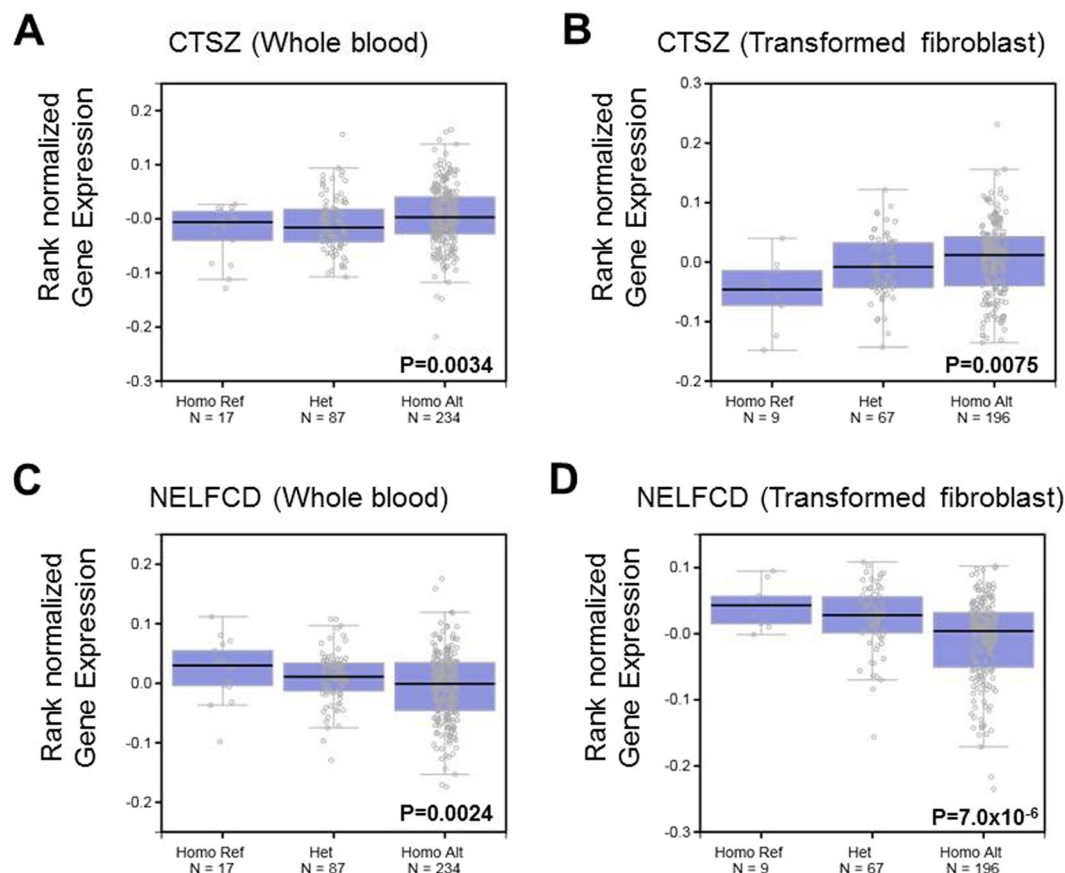 A
CTSZ (Whole blood)
Rank normalized
Gene Expression
0.2
0.1
-0.0
-0.1
-0.2
-0.3
P=0.0034
Homo Ref
N = 17
Het
N = 87
Homo Alt
N = 234
B
CTSZ (Transformed fibroblast)
Rank normalized
Gene Expression
0.3
0.2
0.1
0.0
-0.1
-0.2
P=0.0075
Homo Ref
N = 9
Het
N = 67
Homo Alt
N = 196
C
NELFCD (Whole blood)
Rank normalized
Gene Expression
0.2
0.1
0.0
-0.1
-0.2
P=0.0024
Homo Ref
N = 17
Het
N = 87
Homo Alt
N = 234
D
NELFCD (Transformed fibroblast)
Rank normalized
Gene Expression
0.1
-0.0
-0.1
-0.2
-0.3
P=7.0x10⁻⁶
Homo Ref
N = 9
Het
N = 67
Homo Alt
N = 196